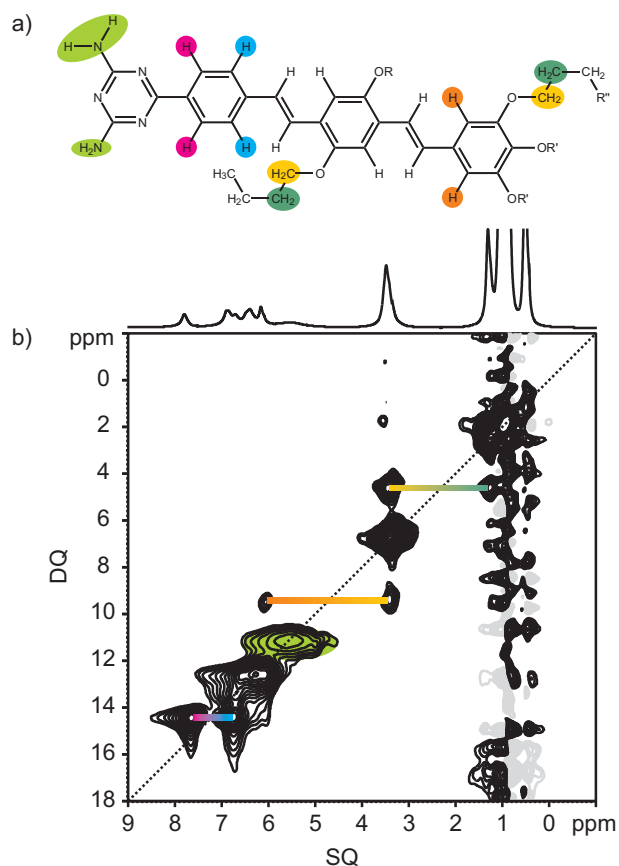 a)
H
H
N
H
H
H
OR
H₂C
CH₂
N
N
H
H
H
O
CH₂
R"
N
H₂N
H
H
H
H
OR'
H₃C
H₂C
O
H
OR'
H₂C
CH₂
b)
ppm
0
2
4
6
8
10
12
14
16
18
DQ
9 8 7 6 5 4 3 2 1 0 ppm
SQ